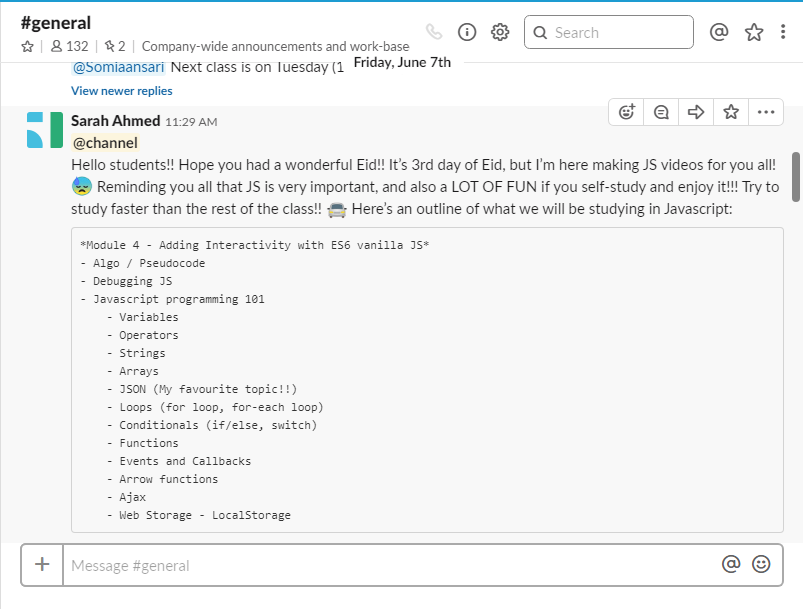 #general
132 | 2 | Company-wide announcements and work-base
Search
@Somiaansari Next class is on Tuesday (1
Friday, June 7th
View newer replies
Sarah Ahmed 11:29 AM
@channel
Hello students!! Hope you had a wonderful Eid!! It’s 3rd day of Eid, but I’m here making JS videos for you all!
😓 Reminding you all that JS is very important, and also a LOT OF FUN if you self-study and enjoy it!!! Try to
study faster than the rest of the class!! 🚘 Here’s an outline of what we will be studying in Javascript:
*Module 4 - Adding Interactivity with ES6 vanilla JS*
- Algo / Pseudocode
- Debugging JS
- Javascript programming 101
    - Variables
    - Operators
    - Strings
    - Arrays
    - JSON (My favourite topic!!)
    - Loops (for loop, for-each loop)
    - Conditionals (if/else, switch)
    - Functions
    - Events and Callbacks
    - Arrow functions
    - Ajax
    - Web Storage - LocalStorage
Message #general